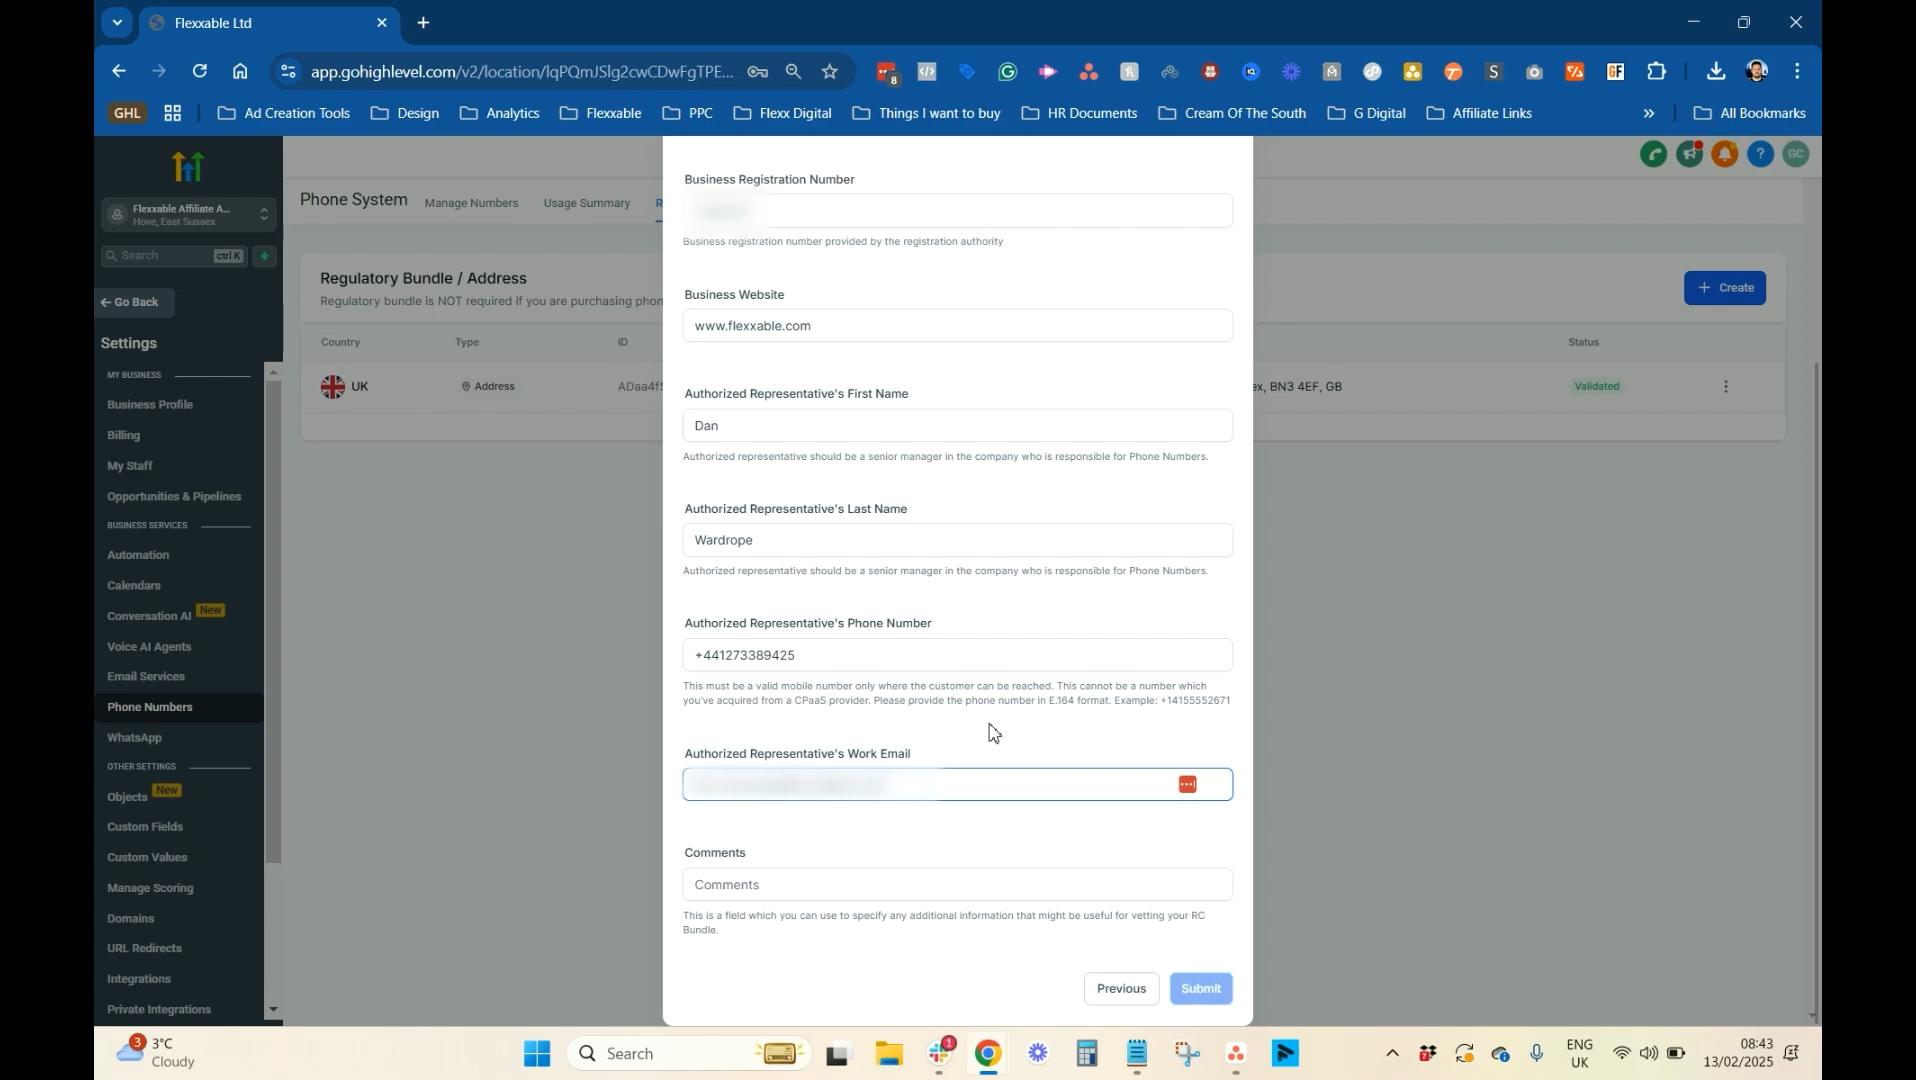 Flexxable Ltd
app.gohighlevel.com/v2/location/lqPQmJSlg2cwCDwFgTPE...
8
GHL
Ad Creation Tools
Design
Analytics
Flexxable
PPC
Flexx Digital
Things I want to buy
HR Documents
Cream Of The South
G Digital
Affiliate Links
»
All Bookmarks
Flexxable Affiliate A...
Hove, East Sussex
Search
ctrl K
Go Back
Settings
MY BUSINESS
Business Profile
Billing
My Staff
Opportunities & Pipelines
BUSINESS SERVICES
Automation
Calendars
Conversation AI New
Voice AI Agents
Email Services
Phone Numbers
WhatsApp
OTHER SETTINGS
Objects New
Custom Fields
Custom Values
Manage Scoring
Domains
URL Redirects
Integrations
Private Integrations
GC
Phone System
Manage Numbers
Usage Summary
R
Regulatory Bundle / Address
Regulatory bundle is NOT required if you are purchasing phon
Create
Country
Type
ID
Status
UK
Address
ADaa4f5
ex, BN3 4EF, GB
Validated
Business Registration Number
Business registration number provided by the registration authority
Business Website
www.flexxable.com
Authorized Representative's First Name
Dan
Authorized representative should be a senior manager in the company who is responsible for Phone Numbers.
Authorized Representative's Last Name
Wardrope
Authorized representative should be a senior manager in the company who is responsible for Phone Numbers.
Authorized Representative's Phone Number
+441273389425
This must be a valid mobile number only where the customer can be reached. This cannot be a number which
you've acquired from a CPaaS provider. Please provide the phone number in E.164 format. Example: +14155552671
Authorized Representative's Work Email
Comments
Comments
This is a field which you can use to specify any additional information that might be useful for vetting your RC
Bundle.
Previous
Submit
3
3°C
Cloudy
Search
1
7
ENG
UK
08:43
13/02/2025